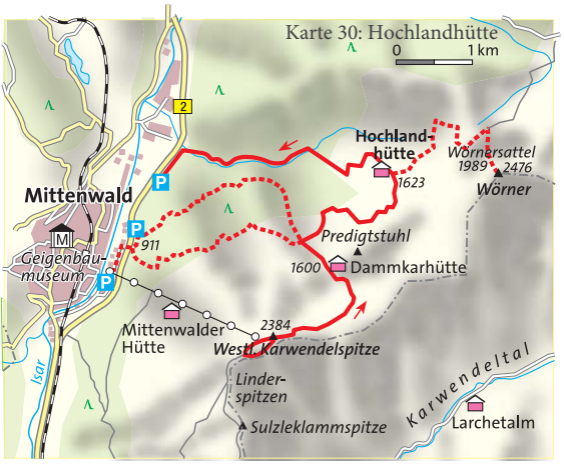 Karte 30: Hochlandhütte
0
1 km
2
Hochland-
hütte
1623
Wörnersattel
1989
2476
Wörner
P
Mittenwald
M
Geigenbau-
museum
P
911
P
Predigtstuhl
1600
Dammkarhütte
Mittenwalder
Hütte
2384
Westl. Karwendelspitze
Linder-
spitzen
Sulzleklammspitze
Isar
Karwendeltal
Larchetalm